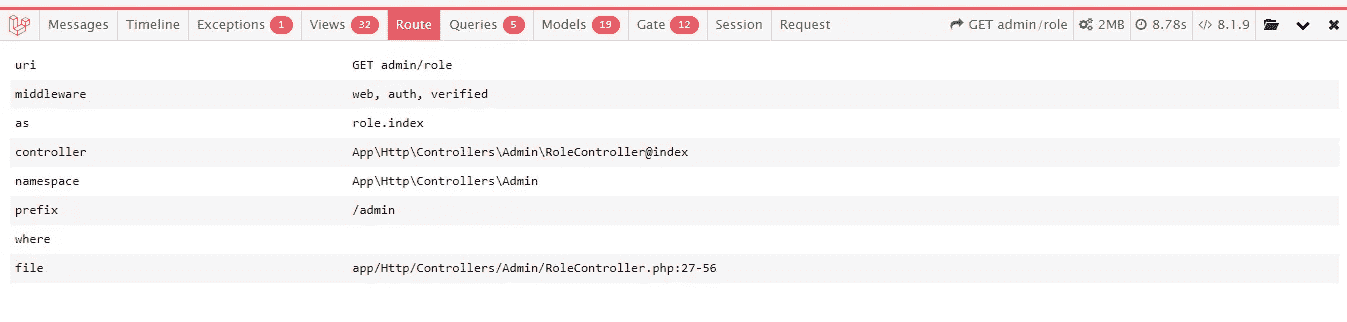 Messages Timeline Exceptions 1 Views 32 Route Queries 5 Models 19 Gate 12 Session Request GET admin/role 2MB 8.78s </> 8.1.9
uri GET admin/role
middleware web, auth, verified
as role.index
controller App\Http\Controllers\Admin\RoleController@index
namespace App\Http\Controllers\Admin
prefix /admin
where
file app/Http/Controllers/Admin/RoleController.php:27-56